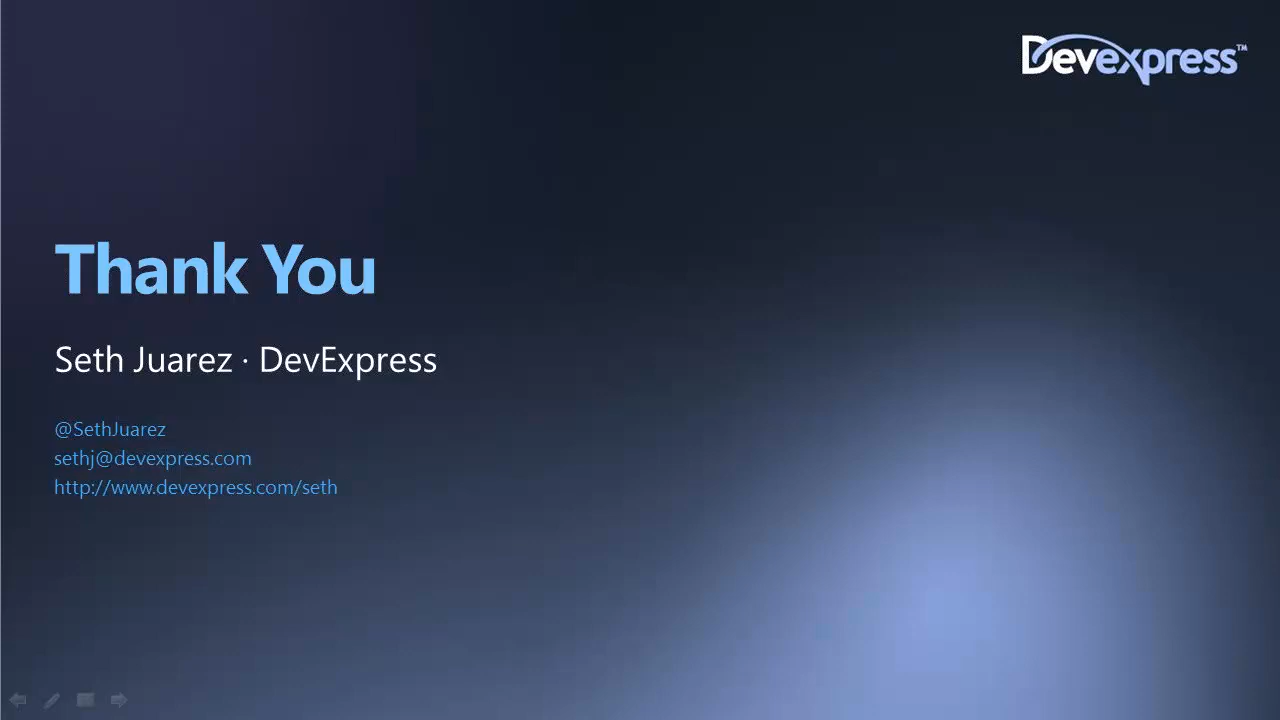 Devexpress™
Thank You
Seth Juarez · DevExpress
@SethJuarez
sethj@devexpress.com
http://www.devexpress.com/seth